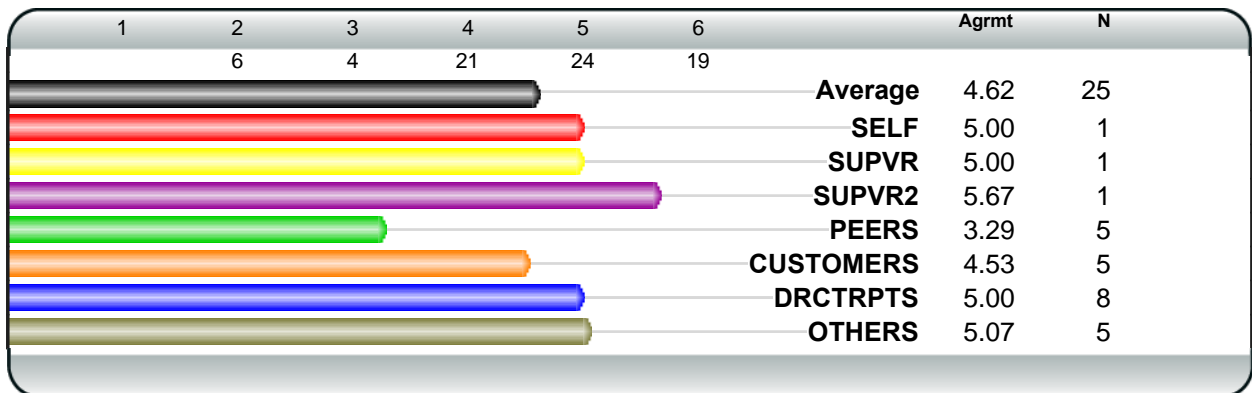 1 2 3 4 5 6 Agrmt N
6 4 21 24 19
Average 4.62 25
SELF 5.00 1
SUPVR 5.00 1
SUPVR2 5.67 1
PEERS 3.29 5
CUSTOMERS 4.53 5
DRCTRPTS 5.00 8
OTHERS 5.07 5